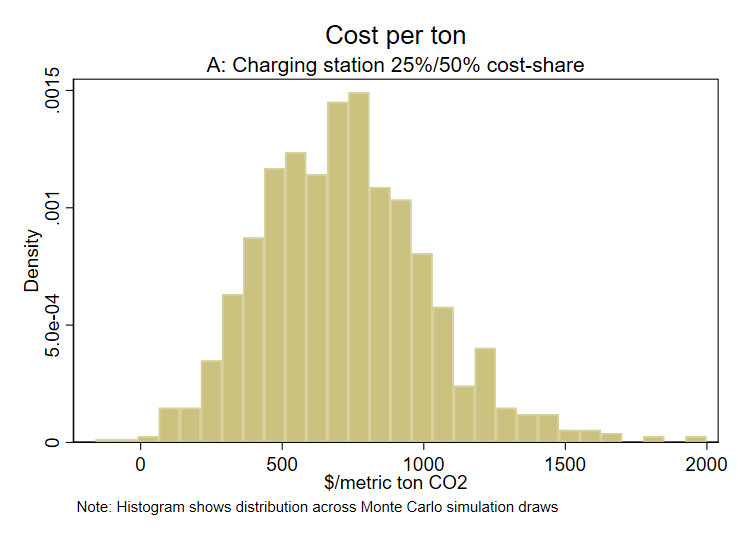 Cost per ton
A: Charging station 25%/50% cost-share
.0015
.001
5.0e-04
0
Density
0 500 1000 1500 2000
$/metric ton CO2
Note: Histogram shows distribution across Monte Carlo simulation draws